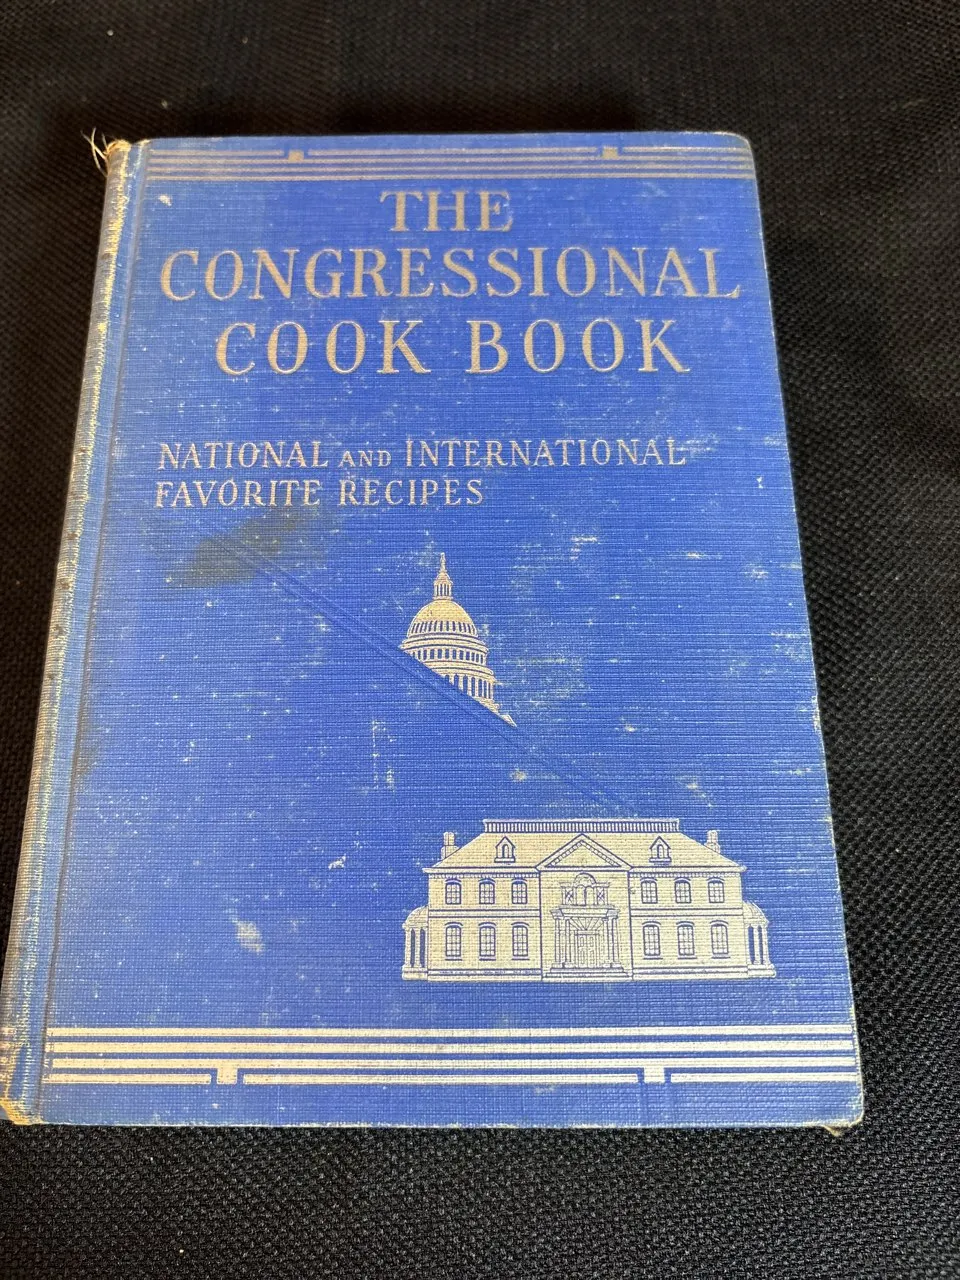 THE
CONGRESSIONAL
COOK BOOK
NATIONAL AND INTERNATIONAL
FAVORITE RECIPES